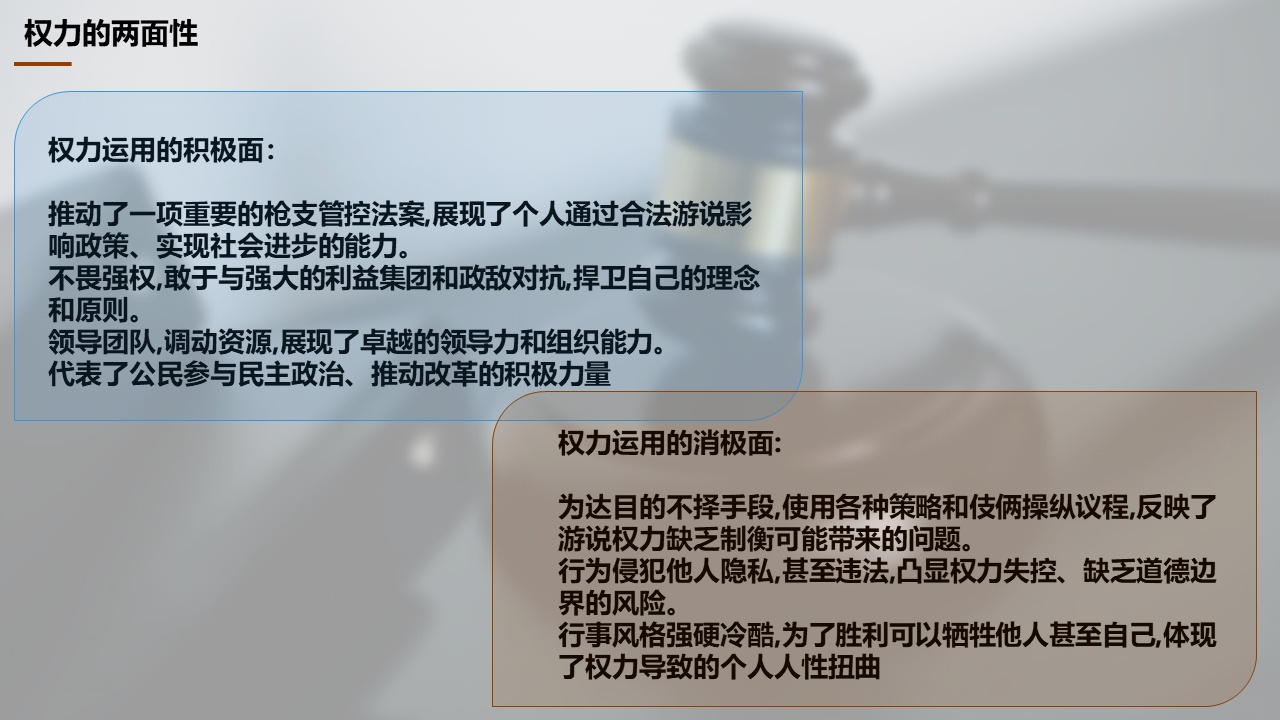 权力的两面性
权力运用的积极面：
推动了一项重要的枪支管控法案,展现了个人通过合法游说影
响政策、实现社会进步的能力。
不畏强权,敢于与强大的利益集团和政敌对抗,捍卫自己的理念
和原则。
领导团队,调动资源,展现了卓越的领导力和组织能力。
代表了公民参与民主政治、推动改革的积极力量
权力运用的消极面:
为达目的不择手段,使用各种策略和伎俩操纵议程,反映了
游说权力缺乏制衡可能带来的问题。
行为侵犯他人隐私,甚至违法,凸显权力失控、缺乏道德边
界的风险。
行事风格强硬冷酷,为了胜利可以牺牲他人甚至自己,体现
了权力导致的个人人性扭曲